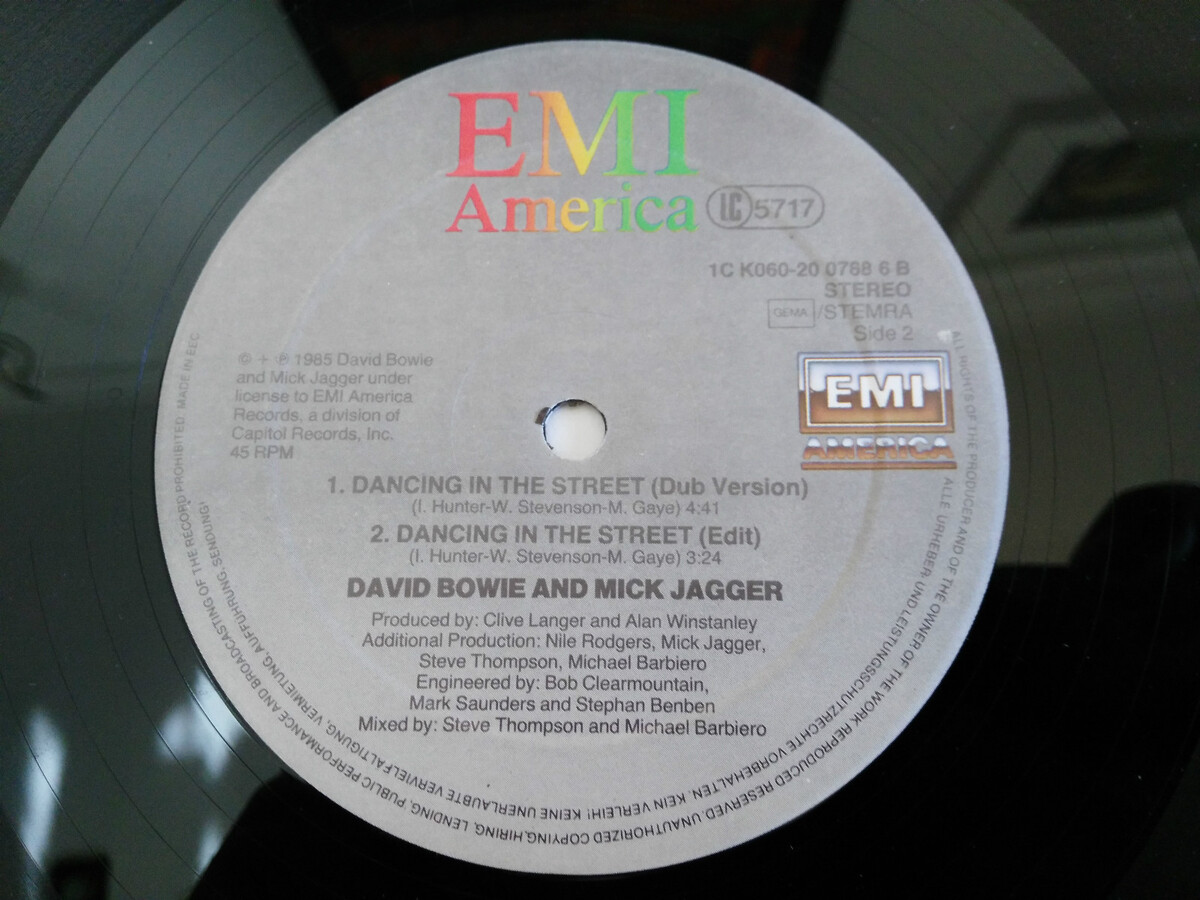 EMI
America
LC 5717
1C K060-20 0768 6 B
STEREO
GEMA/STEMRA
Side 2
EMI
AMERICA
© + ℗ 1985 David Bowie
and Mick Jagger under
license to EMI America
Records, a division of
Capitol Records, Inc.
45 RPM
1. DANCING IN THE STREET (Dub Version)
(I. Hunter-W. Stevenson-M. Gaye) 4:41
2. DANCING IN THE STREET (Edit)
(I. Hunter-W. Stevenson-M. Gaye) 3:24
DAVID BOWIE AND MICK JAGGER
Produced by: Clive Langer and Alan Winstanley
Additional Production: Nile Rodgers, Mick Jagger,
Steve Thompson, Michael Barbiero
Engineered by: Bob Clearmountain,
Mark Saunders and Stephan Benben
Mixed by: Steve Thompson and Michael Barbiero
ALL RIGHTS OF THE PRODUCER AND OF THE OWNER OF THE WORK REPRODUCED RESERVED. UNAUTHORIZED COPYING, HIRING, LENDING, PUBLIC PERFORMANCE AND BROADCASTING OF THE RECORD PROHIBITED. MADE IN EEC
ALLE URHEBER- UND LEISTUNGSSCHUTZRECHTE VORBEHALTEN. KEIN VERLEIH! KEINE UNERLAUBTE VERVIELFÄLTIGUNG, VERMIETUNG, AUFFÜHRUNG, SENDUNG!